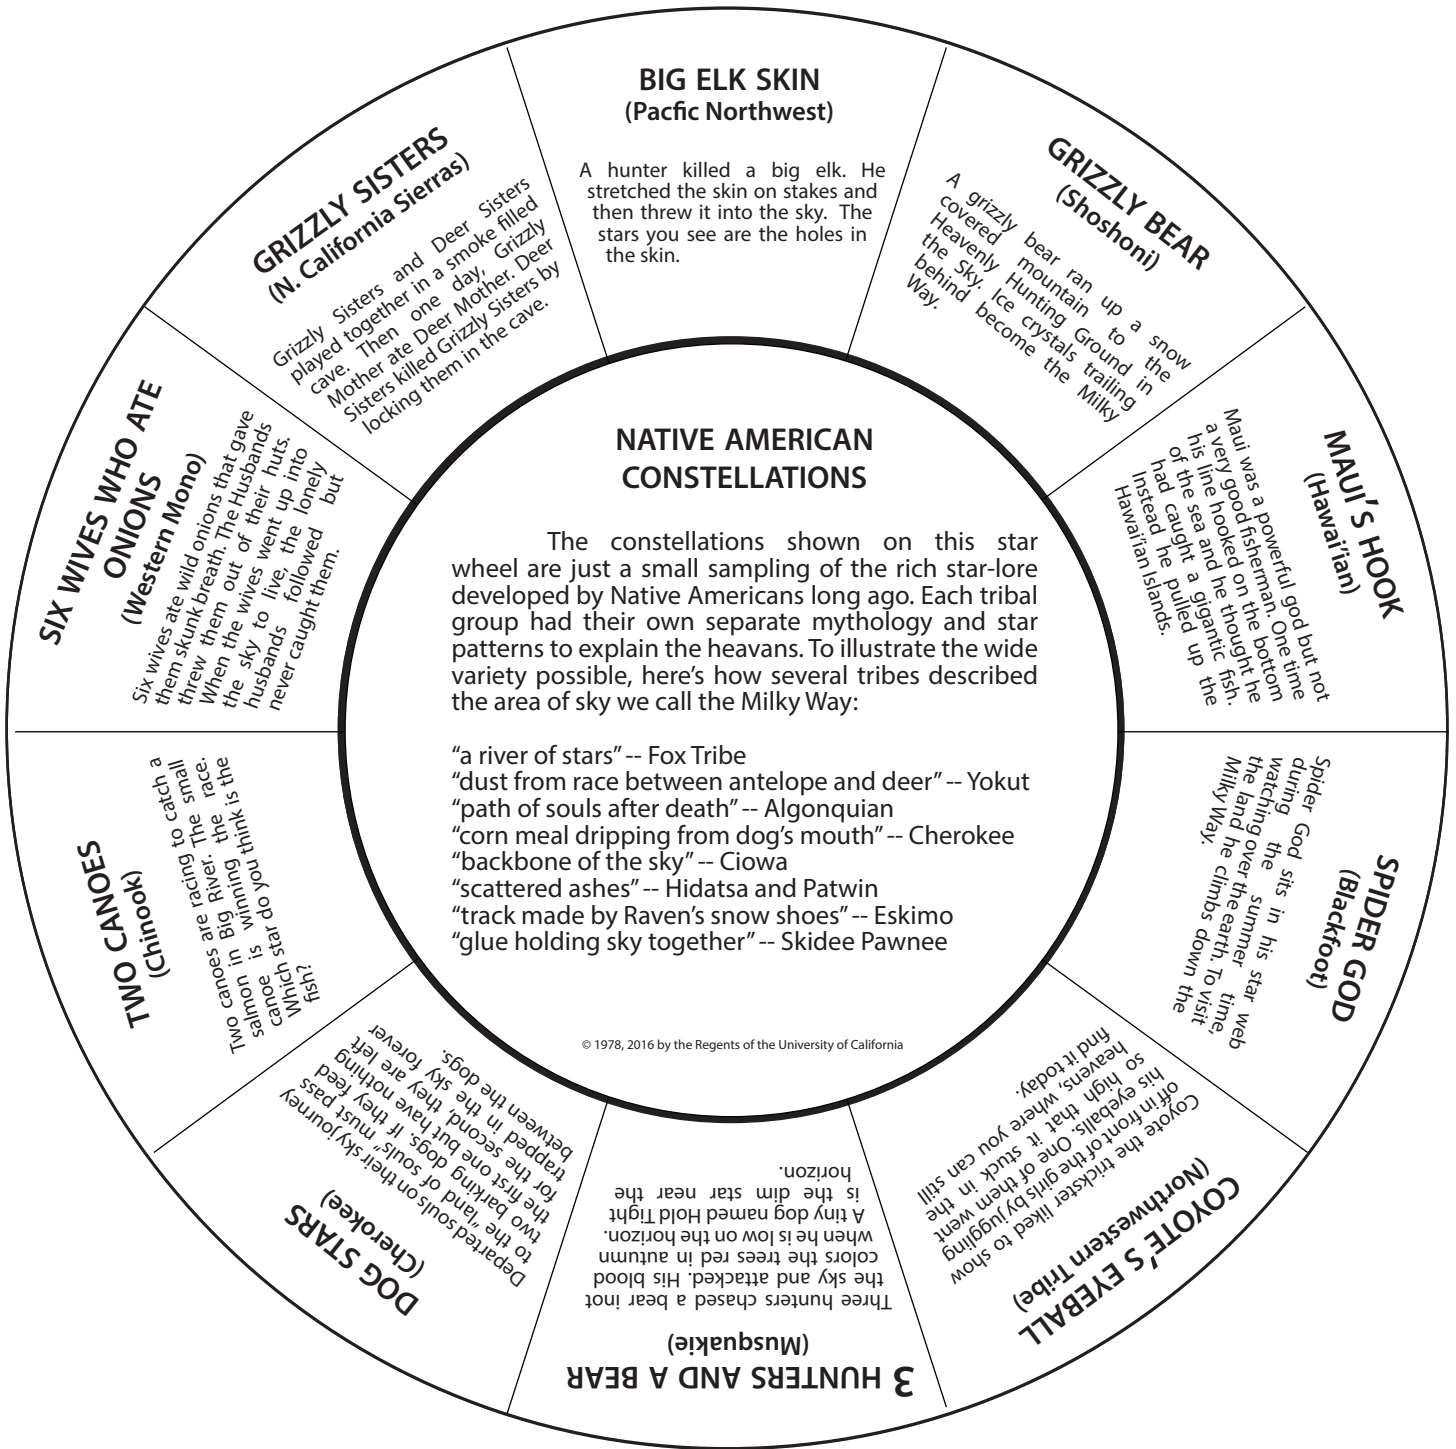 BIG ELK SKIN
(Pacfic Northwest)
A hunter killed a big elk. He
stretched the skin on stakes and
then threw it into the sky. The
stars you see are the holes in
the skin.
GRIZZLY BEAR
(Shoshoni)
A grizzly bear ran up a snow
covered mountain to the
Heavenly Hunting Ground in
the Sky. Ice crystals trailing
behind become the Milky
Way.
MAUI'S HOOK
(Hawai'ian)
Maui was a powerful god but not
a very good fisherman. One time
his line hooked on the bottom
of the sea and he thought he
had caught a gigantic fish.
Instead he pulled up the
Hawai'ian Islands.
SPIDER GOD
(Blackfoot)
Spider God sits in his star web
during the summer time,
watching over the earth. To visit
the land he climbs down the
Milky Way.
COYOTE'S EYEBALL
(Northwestern Tribe)
Coyote the trickster liked to show
off in front of the girls by juggling
his eyeballs. One of them went
so high that it stuck in the
heavens, where you can still
find it today.
3 HUNTERS AND A BEAR
(Musquakie)
Three hunters chased a bear inot
the sky and attacked. His blood
colors the trees red in autumn
when he is low on the horizon.
A tiny dog named Hold Tight
is the dim star near the
horizon.
DOG STARS
(Cherokee)
Departed souls on their sky journey
to the "land of souls" must pass
two barking dogs. If they feed
the first one but have nothing
for the second, they are left
trapped in the sky forever
between the dogs.
TWO CANOES
(Chinook)
Two canoes are racing to catch a
salmon in Big River. The small
canoe is winning the race.
Which star do you think is the
fish?
SIX WIVES WHO ATE
ONIONS
(Western Mono)
Six wives ate wild onions that gave
them skunk breath. The Husbands
threw them out of their huts.
When the wives went up into
the sky to live, the lonely
husbands followed but
never caught them.
GRIZZLY SISTERS
(N. California Sierras)
Grizzly Sisters and Deer Sisters
played together in a smoke filled
cave. Then one day, Grizzly
Mother ate Deer Mother. Deer
Sisters killed Grizzly Sisters by
locking them in the cave.
NATIVE AMERICAN
CONSTELLATIONS
The constellations shown on this star
wheel are just a small sampling of the rich star-lore
developed by Native Americans long ago. Each tribal
group had their own separate mythology and star
patterns to explain the heavans. To illustrate the wide
variety possible, here's how several tribes described
the area of sky we call the Milky Way:
"a river of stars" -- Fox Tribe
"dust from race between antelope and deer" -- Yokut
"path of souls after death" -- Algonquian
"corn meal dripping from dog's mouth" -- Cherokee
"backbone of the sky" -- Ciowa
"scattered ashes" -- Hidatsa and Patwin
"track made by Raven's snow shoes" -- Eskimo
"glue holding sky together" -- Skidee Pawnee
© 1978, 2016 by the Regents of the University of California